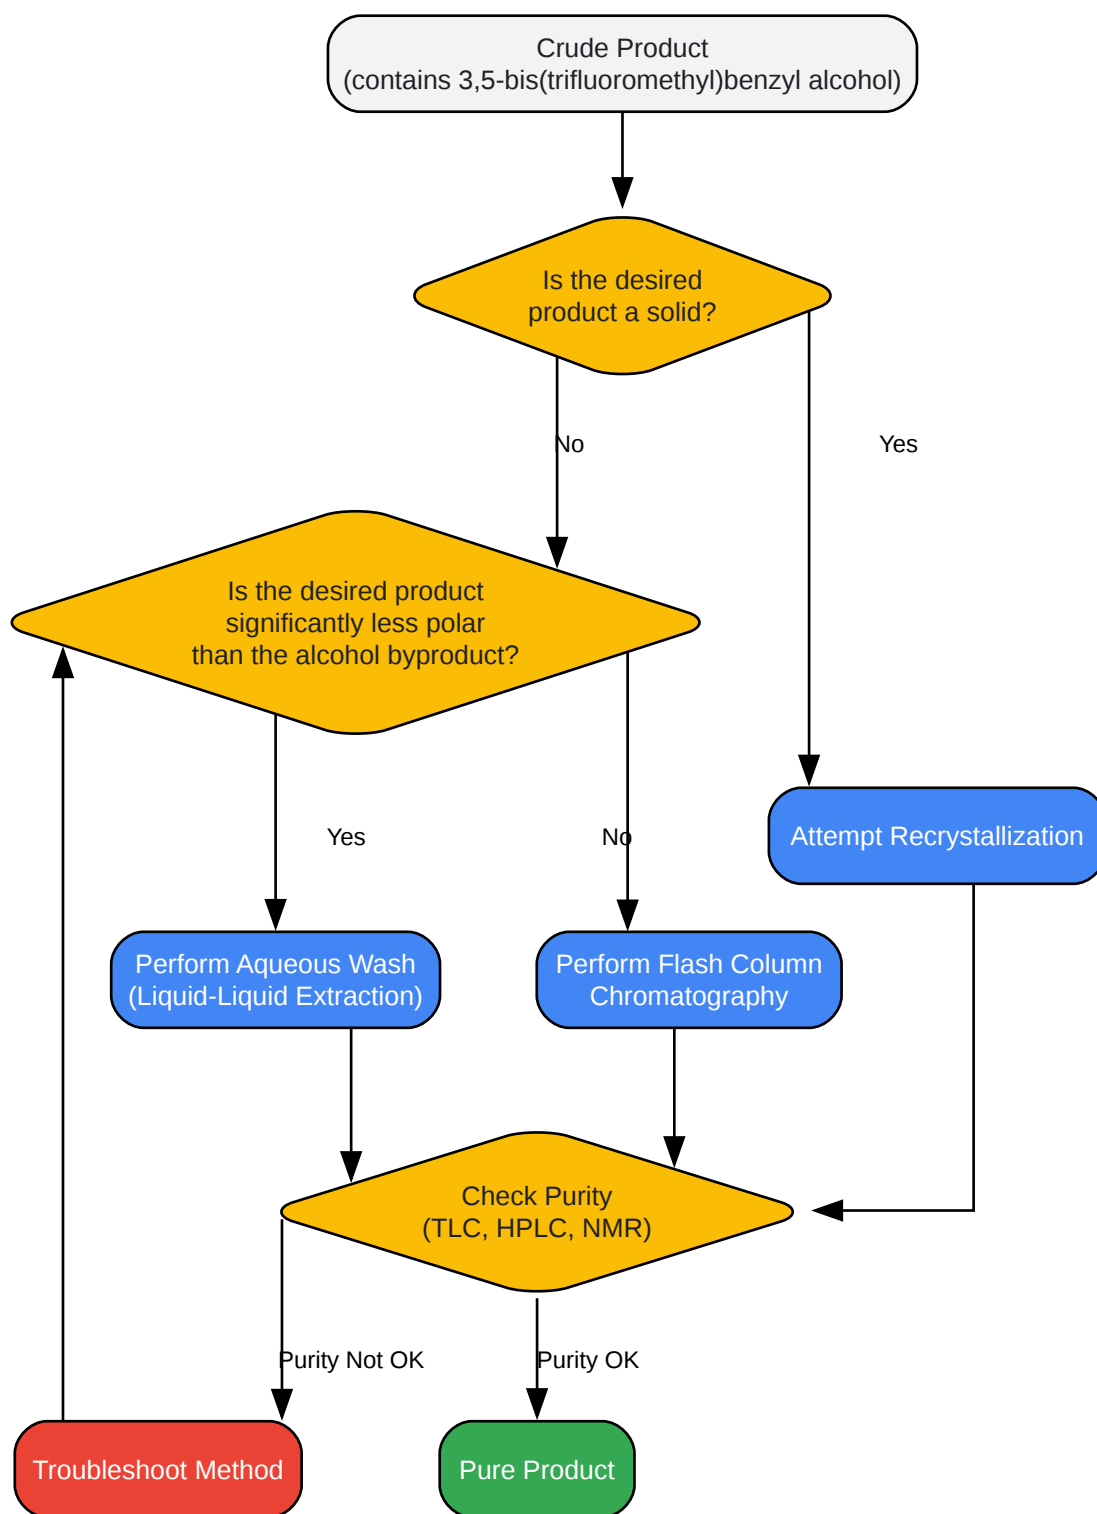 Crude Product
(contains 3,5-bis(trifluoromethyl)benzyl alcohol)
Is the desired
product a solid?
No
Yes
Is the desired product
significantly less polar
than the alcohol byproduct?
Yes
No
Attempt Recrystallization
Perform Aqueous Wash
(Liquid-Liquid Extraction)
Perform Flash Column
Chromatography
Check Purity
(TLC, HPLC, NMR)
Purity Not OK
Purity OK
Troubleshoot Method
Pure Product